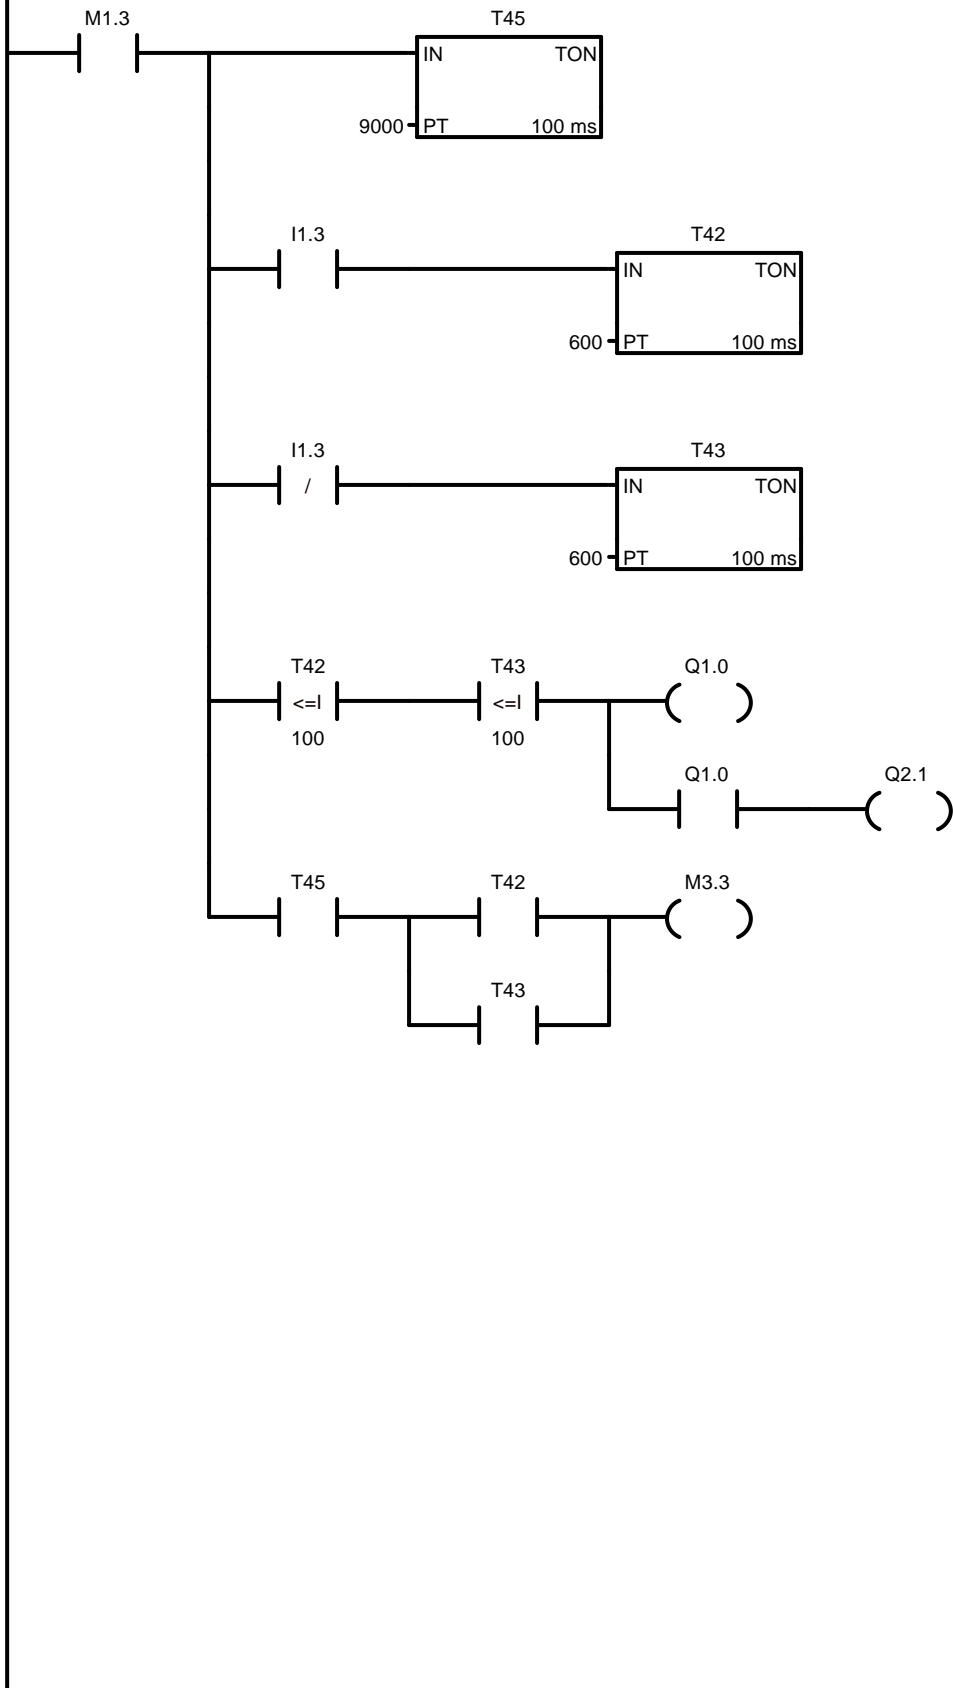 M1.3
T45
IN TON
9000 PT 100 ms
I1.3
T42
IN TON
600 PT 100 ms
I1.3
/
T43
IN TON
600 PT 100 ms
T42 T43 Q1.0
<=I <=I
100 100
Q1.0 Q2.1
T45 T42 M3.3
T43